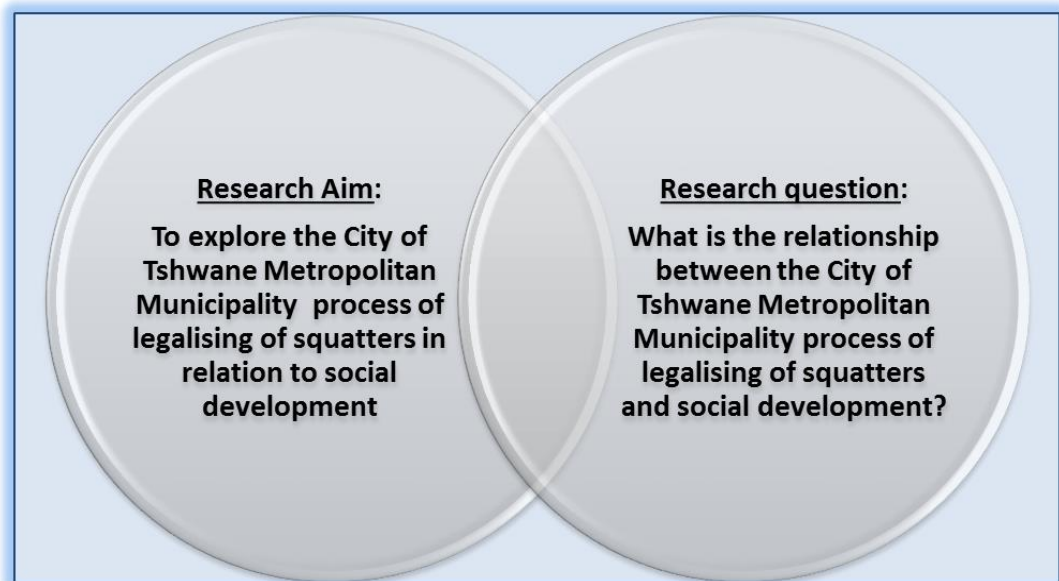 Research Aim:
To explore the City of
Tshwane Metropolitan
Municipality process of
legalising of squatters in
relation to social
development
Research question:
What is the relationship
between the City of
Tshwane Metropolitan
Municipality process of
legalising of squatters
and social development?